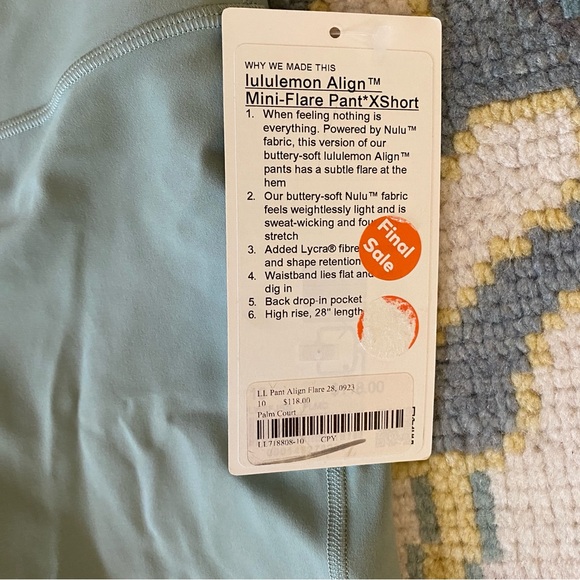 WHY WE MADE THIS
lululemon Align™
Mini-Flare Pant*XShort
1. When feeling nothing is
everything. Powered by Nulu™
fabric, this version of our
buttery-soft lululemon Align™
pants has a subtle flare at the
hem
2. Our buttery-soft Nulu™ fabric
feels weightlessly light and is
sweat-wicking and
stretch
3. Added Lycra® fibre
and shape retention
4. Waistband lies flat and
dig in
5. Back drop-in pocket
6. High rise, 28" length
Final
Sale
LL Pant Align Flare 28, 0923
10 $118.00
Palm Court
LL718808-10 CPY